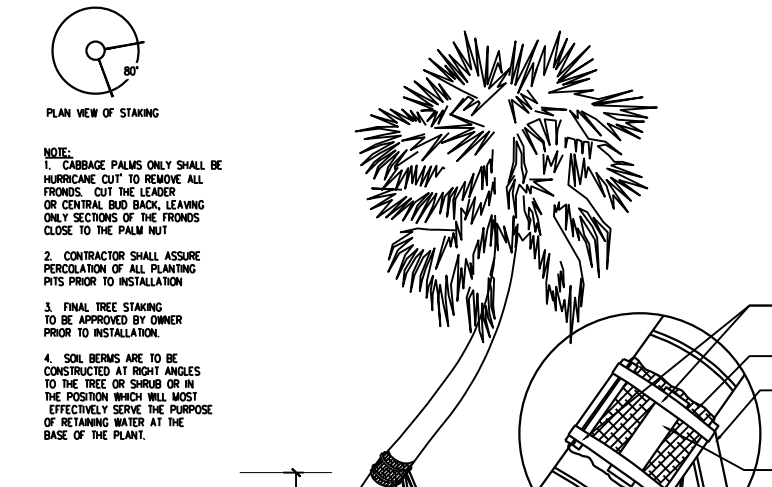 80°
PLAN VIEW OF STAKING
NOTE:
1. CABBAGE PALMS ONLY SHALL BE
HURRICANE CUT' TO REMOVE ALL
FRONDS. CUT THE LEADER
OR CENTRAL BUD BACK, LEAVING
ONLY SECTIONS OF THE FRONDS
CLOSE TO THE PALM NUT
2. CONTRACTOR SHALL ASSURE
PERCOLATION OF ALL PLANTING
PITS PRIOR TO INSTALLATION
3. FINAL TREE STAKING
TO BE APPROVED BY OWNER
PRIOR TO INSTALLATION.
4. SOIL BERMS ARE TO BE
CONSTRUCTED AT RIGHT ANGLES
TO THE TREE OR SHRUB OR IN
THE POSITION WHICH WILL MOST
EFFECTIVELY SERVE THE PURPOSE
OF RETAINING WATER AT THE
BASE OF THE PLANT.